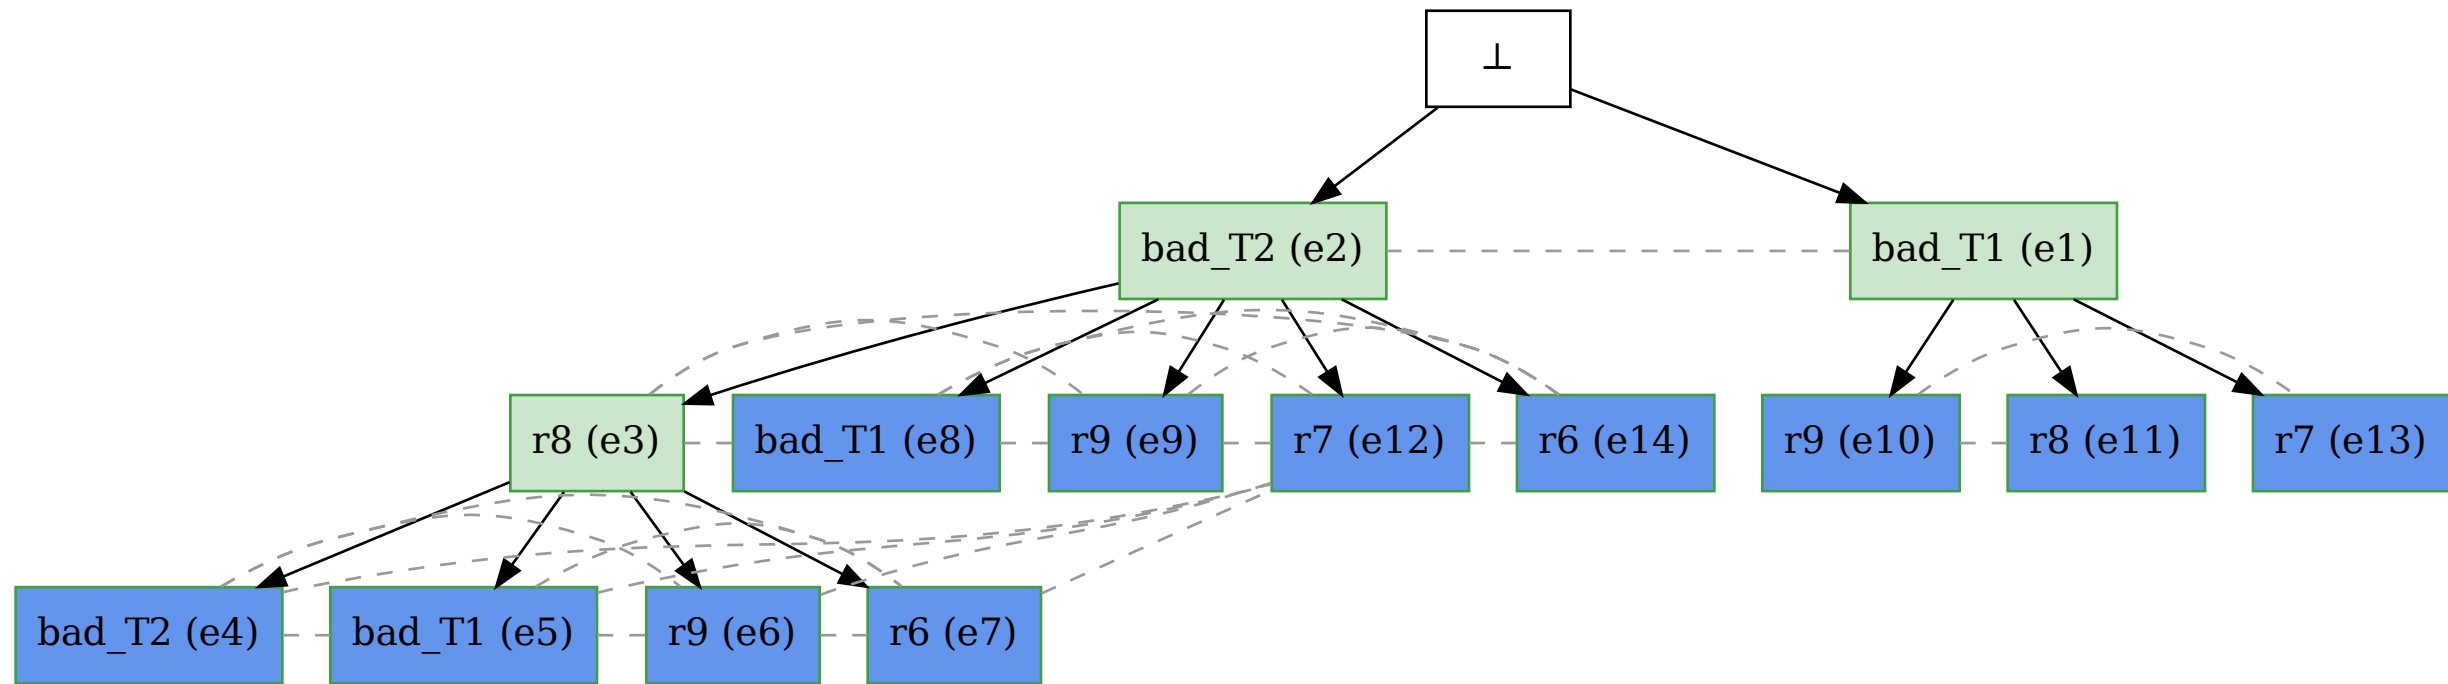 ⊥
bad_T2 (e2)
bad_T1 (e1)
r8 (e3)
bad_T1 (e8)
r9 (e9)
r7 (e12)
r6 (e14)
r9 (e10)
r8 (e11)
r7 (e13)
bad_T2 (e4)
bad_T1 (e5)
r9 (e6)
r6 (e7)